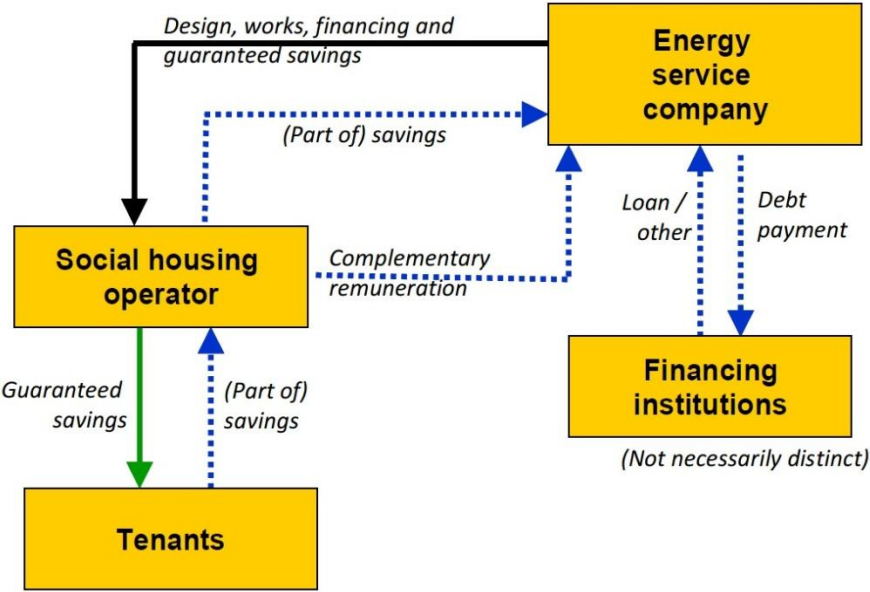 Design, works, financing and
guaranteed savings
Energy
service
company
(Part of) savings
Loan /
other
Debt
payment
Social housing
operator
Complementary
remuneration
Financing
institutions
(Not necessarily distinct)
Guaranteed
savings
(Part of)
savings
Tenants